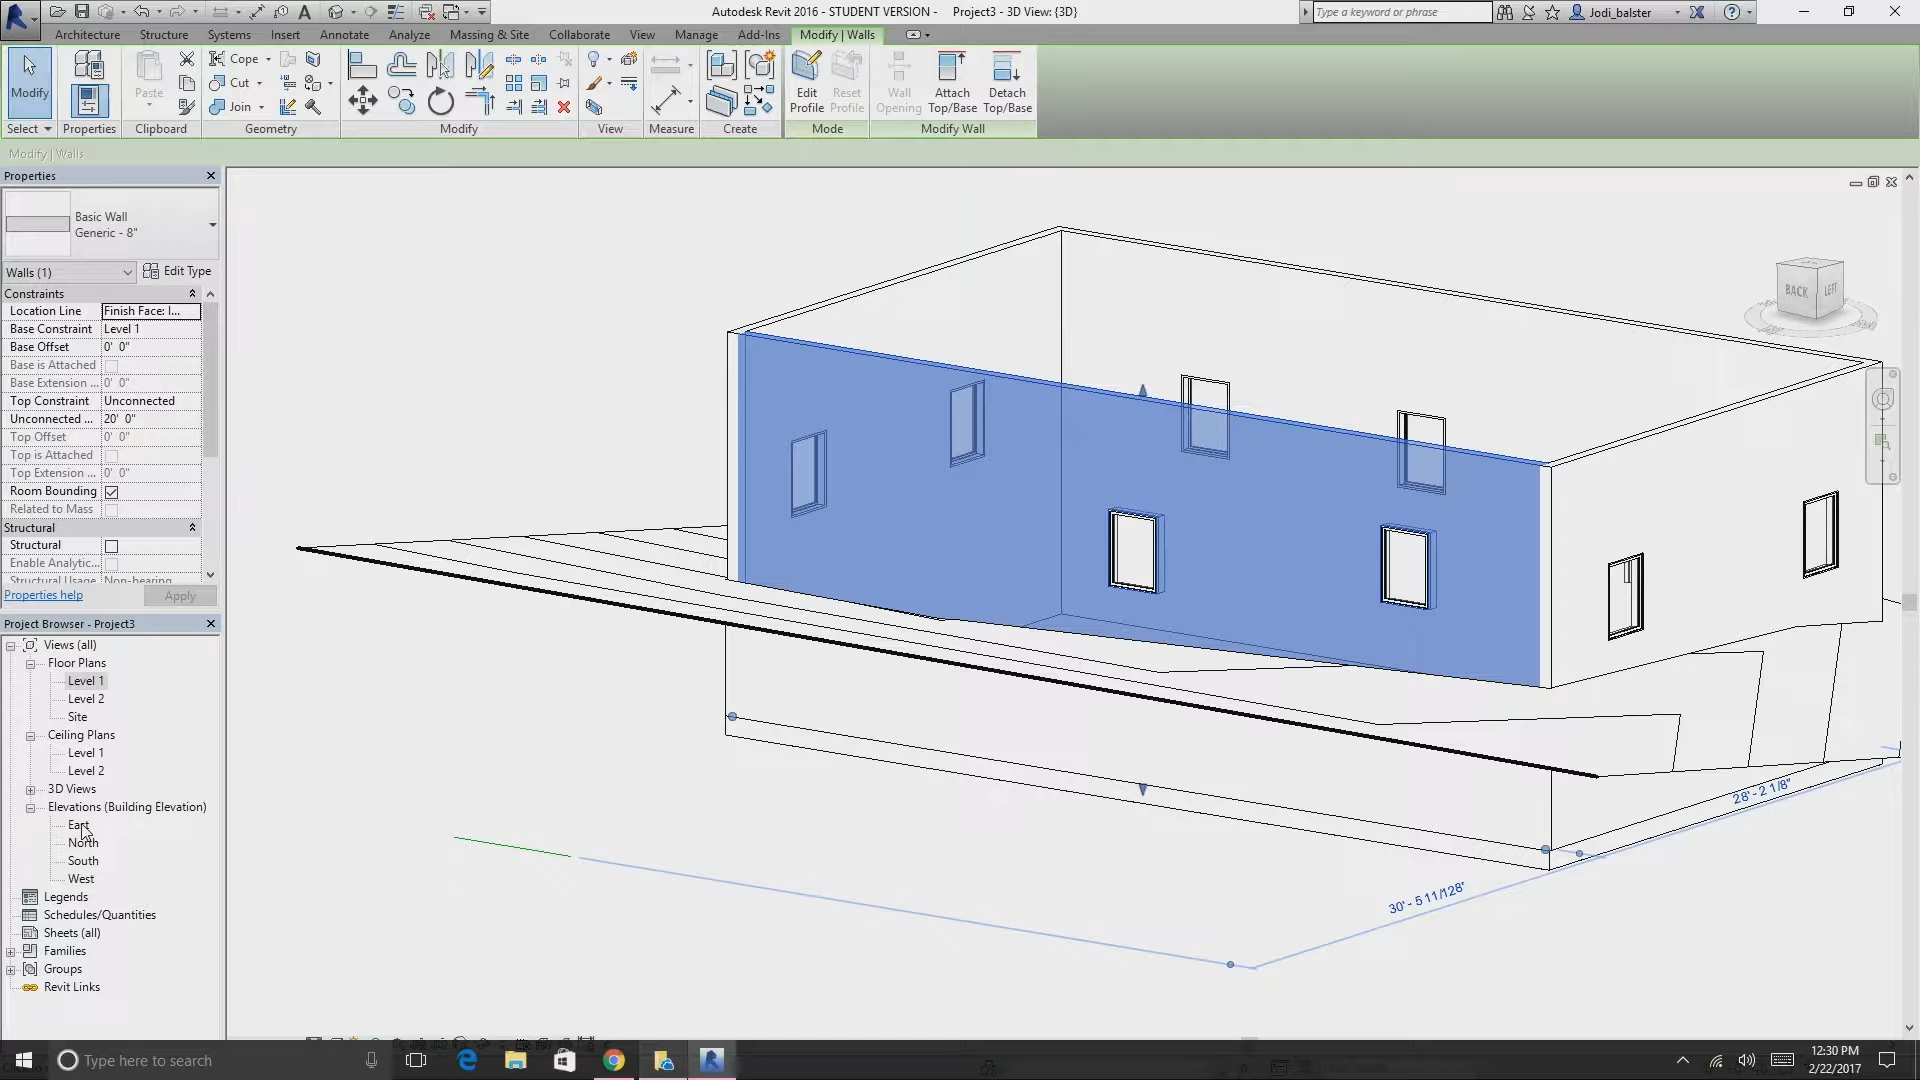 Autodesk Revit 2016 - STUDENT VERSION - Project3 - 3D View: {3D}
Type a keyword or phrase
Jodi_balster
Architecture Structure Systems Insert Annotate Analyze Massing & Site Collaborate View Manage Add-Ins Modify | Walls
Modify
Paste
Cope
Cut
Join
Edit Profile
Reset Profile
Wall Opening
Attach Top/Base
Detach Top/Base
Select Properties Clipboard Geometry Modify View Measure Create Mode Modify Wall
Modify | Walls
Properties
Basic Wall
Generic - 8"
Walls (1) Edit Type
Constraints
Location Line Finish Face: I...
Base Constraint Level 1
Base Offset 0' 0"
Base is Attached
Base Extension ... 0' 0"
Top Constraint Unconnected
Unconnected ... 20' 0"
Top Offset 0' 0"
Top is Attached
Top Extension ... 0' 0"
Room Bounding
Related to Mass
Structural
Structural
Enable Analytic...
Structural Usage Non-bearing
Properties help Apply
Project Browser - Project3
Views (all)
Floor Plans
Level 1
Level 2
Site
Ceiling Plans
Level 1
Level 2
3D Views
Elevations (Building Elevation)
East
North
South
West
Legends
Schedules/Quantities
Sheets (all)
Families
Groups
Revit Links
BACK LEFT
28' - 2 1/8"
30' - 5 11/128"
Type here to search
12:30 PM
2/22/2017